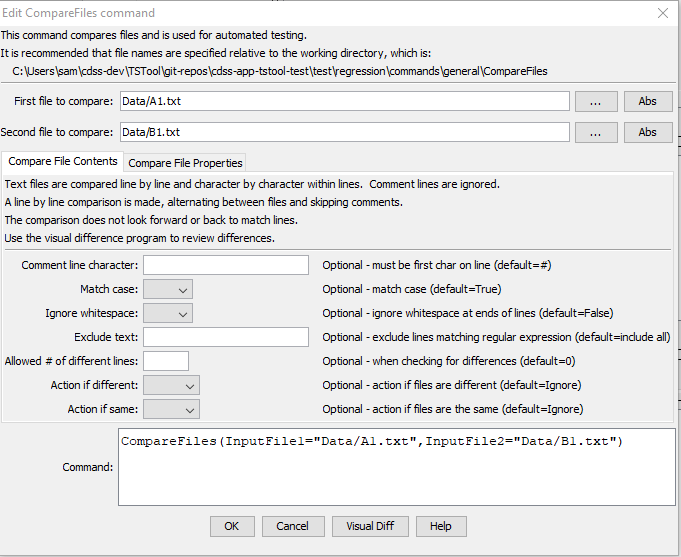 Edit CompareFiles command
This command compares files and is used for automated testing.
It is recommended that file names are specified relative to the working directory, which is:
C:\Users\sam\cdss-dev\TSTool\git-repos\cdss-app-tstool-test\test\regression\commands\general\CompareFiles
First file to compare: Data/A1.txt ... Abs
Second file to compare: Data/B1.txt ... Abs
Compare File Contents Compare File Properties
Text files are compared line by line and character by character within lines. Comment lines are ignored.
A line by line comparison is made, alternating between files and skipping comments.
The comparison does not look forward or back to match lines.
Use the visual difference program to review differences.
Comment line character: Optional - must be first char on line (default=#)
Match case: Optional - match case (default=True)
Ignore whitespace: Optional - ignore whitespace at ends of lines (default=False)
Exclude text: Optional - exclude lines matching regular expression (default=include all)
Allowed # of different lines: Optional - when checking for differences (default=0)
Action if different: Optional - action if files are different (default=Ignore)
Action if same: Optional - action if files are the same (default=Ignore)
Command: CompareFiles(InputFile1="Data/A1.txt",InputFile2="Data/B1.txt")
OK Cancel Visual Diff Help